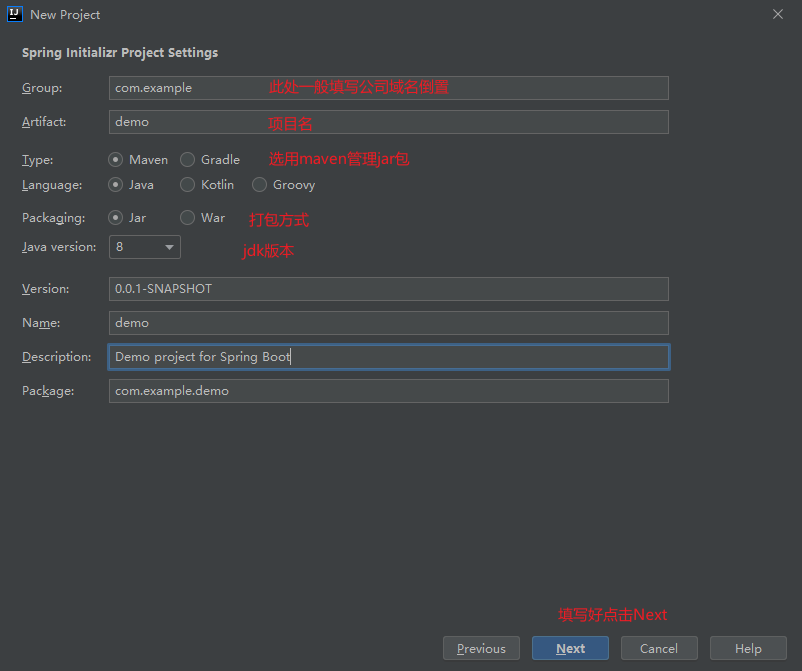 New Project
Spring Initializr Project Settings
Group: com.example 此处一般填写公司域名倒置
Artifact: demo 项目名
Type: Maven Gradle 选用maven管理jar包
Language: Java Kotlin Groovy
Packaging: Jar War 打包方式
Java version: 8 jdk版本
Version: 0.0.1-SNAPSHOT
Name: demo
Description: Demo project for Spring Boot
Package: com.example.demo
填写好点击Next
Previous Next Cancel Help